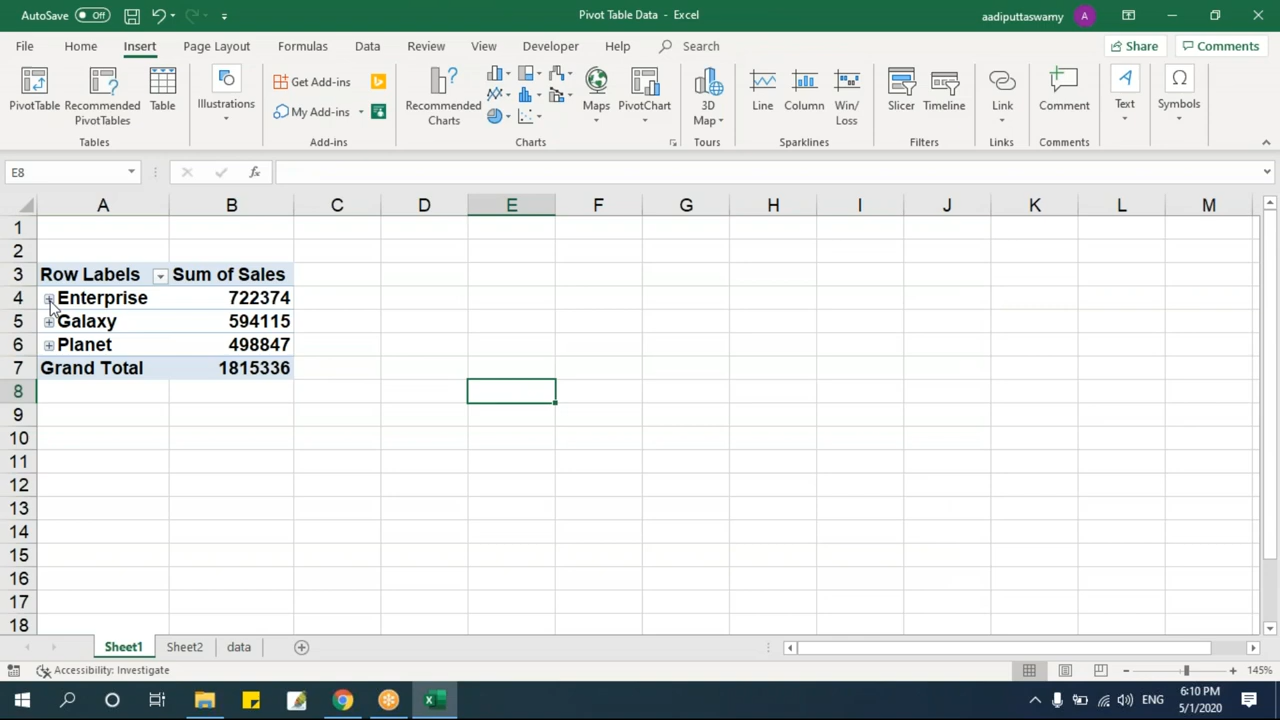 AutoSave Off
Pivot Table Data - Excel
aadiputtaswamy A
File Home Insert Page Layout Formulas Data Review View Developer Help Search Share Comments
PivotTable Recommended PivotTables Table
Tables
Illustrations
Get Add-ins
My Add-ins
Add-ins
Recommended Charts
Maps PivotChart
Charts
3D Map
Tours
Line Column Win/Loss
Sparklines
Slicer Timeline
Filters
Link
Links
Comment
Comments
Text
Symbols
E8 fx
A B C D E F G H I J K L M
1
2
3 Row Labels Sum of Sales
4 Enterprise 722374
5 Galaxy 594115
6 Planet 498847
7 Grand Total 1815336
8
9
10
11
12
13
14
15
16
17
18
Sheet1 Sheet2 data
Accessibility: Investigate 145%
ENG 6:10 PM
5/1/2020